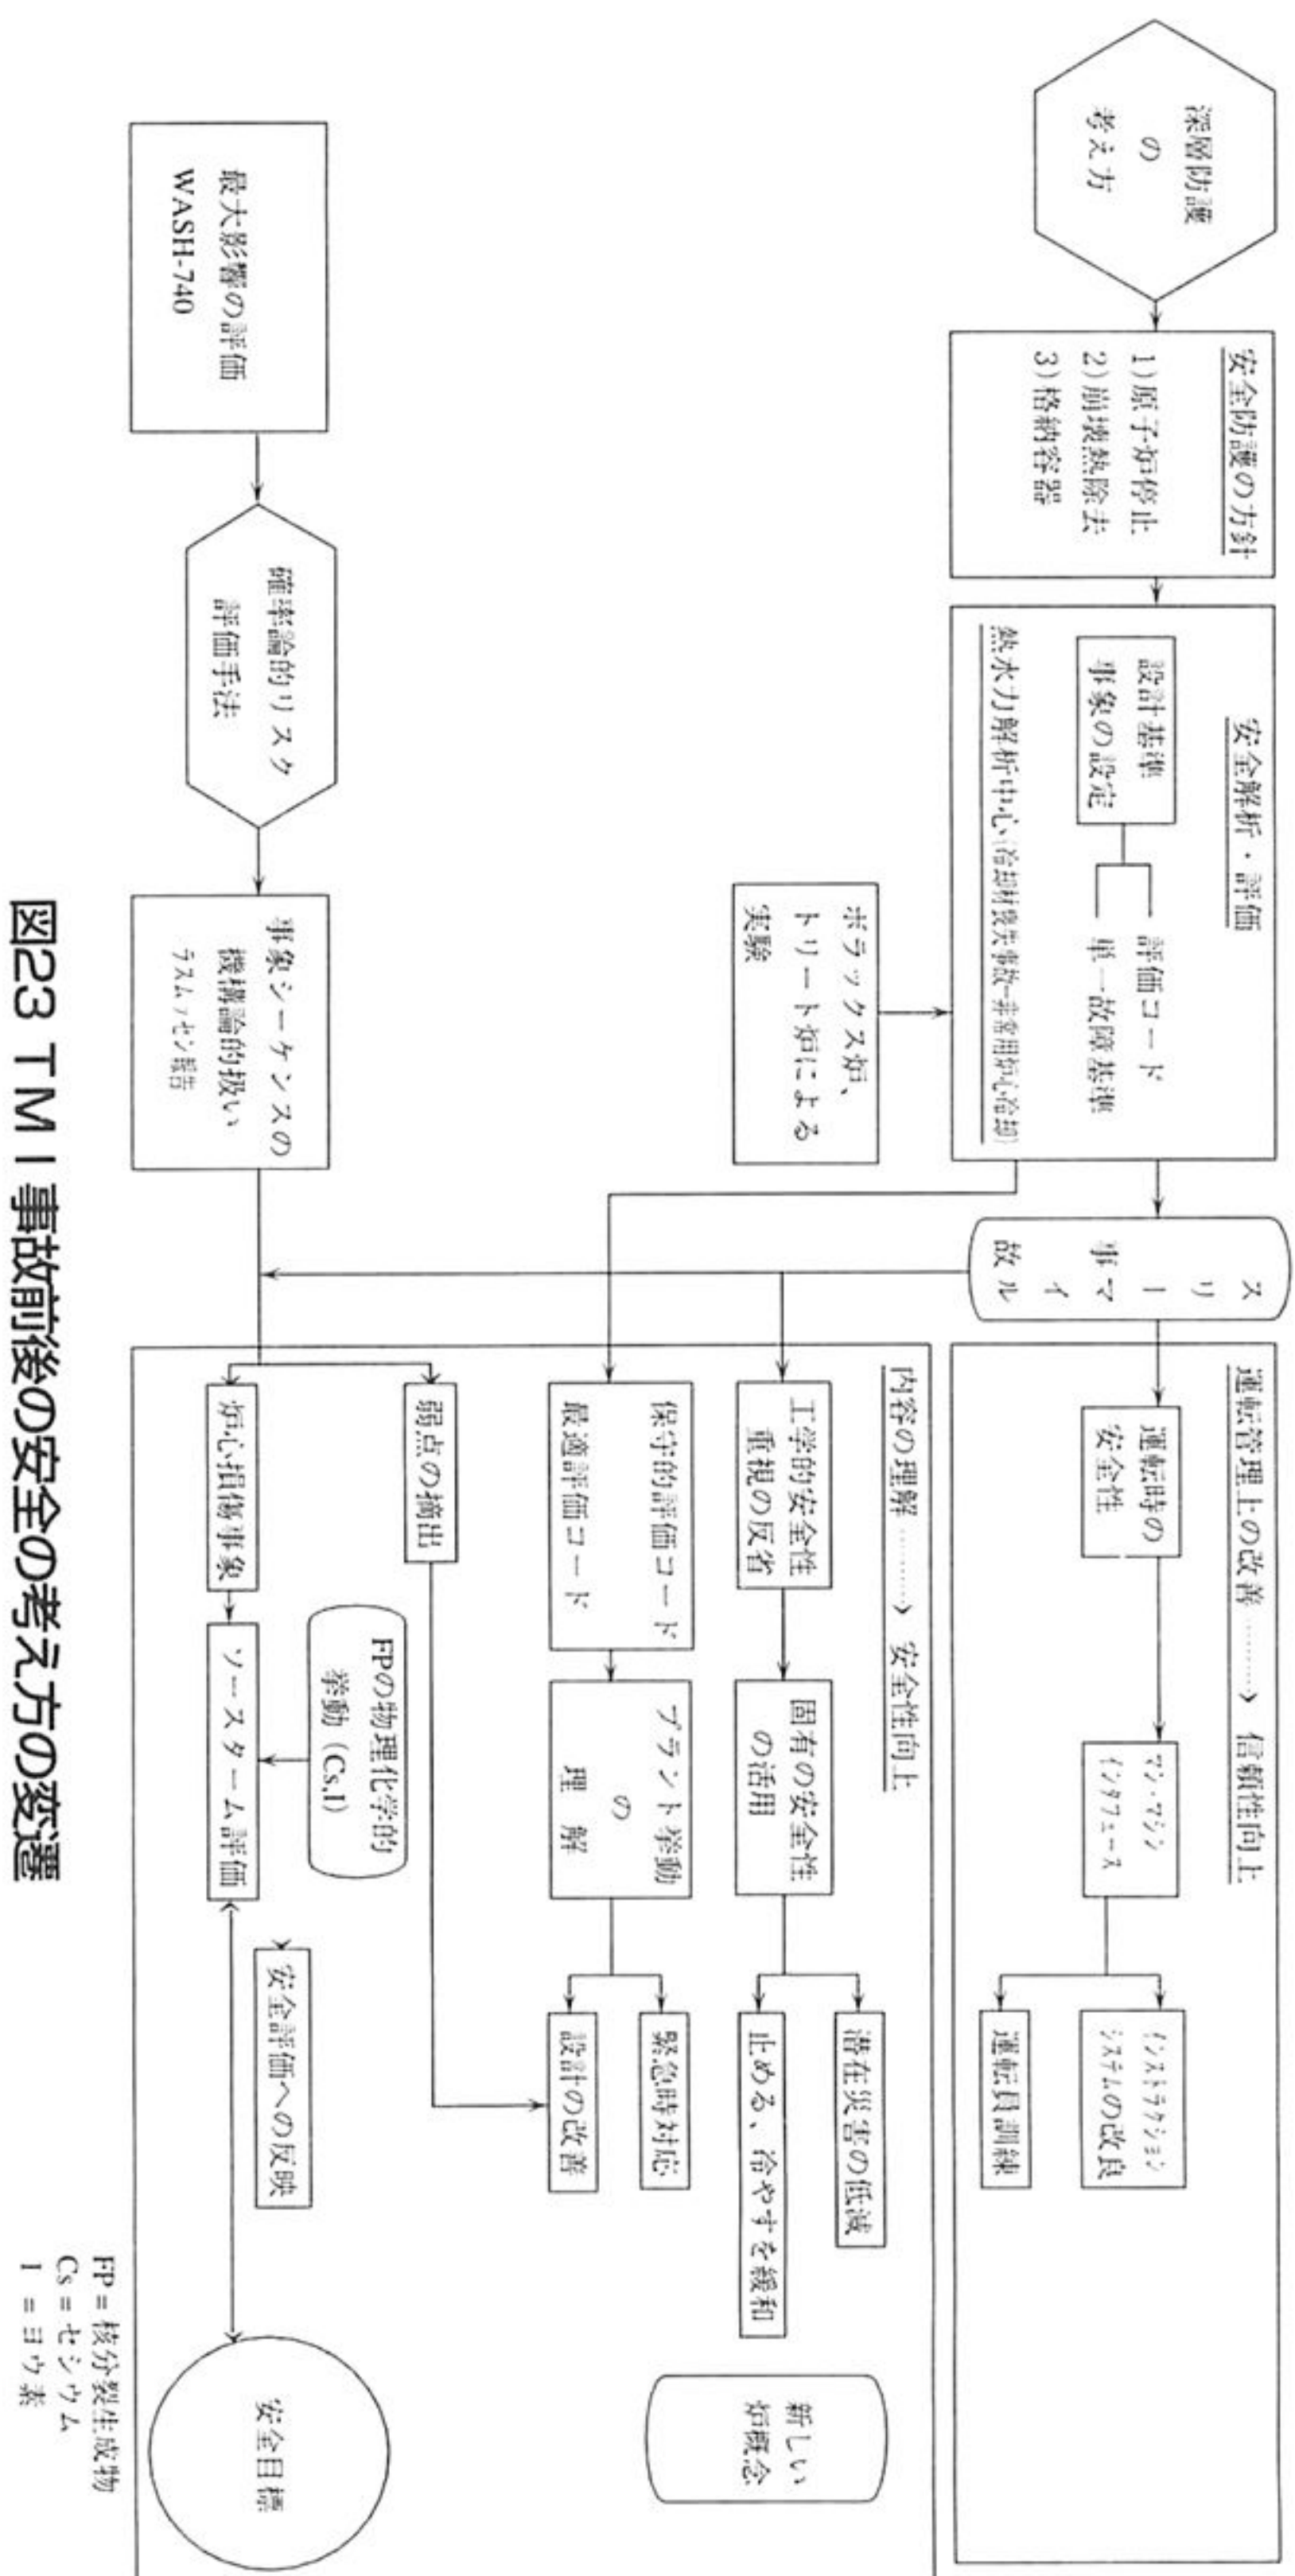 深層防護
の
考え方
安全防護の方針
1)原子炉停止
2)崩壊熱除去
3)格納容器
安全解析・評価
設計基準
事象の設定
評価コード
単一故障基準
熱水力解析中心(冷却材喪失事故−非常用炉心冷却)
ボラックス炉、
トリート炉による
実験
スリーマイル
事故
運転管理上の改善………→ 信頼性向上
運転時の
安全性
マン・マシン
インタフェース
インストラクション
システムの改良
運転員訓練
内容の理解………→ 安全性向上
工学的安全性
重視の反省
固有の安全性
の活用
潜在災害の低減
止める、冷やすを緩和
新しい
炉概念
保守的評価コード
最適評価コード
プラント挙動
の
理 解
緊急時対応
設計の改善
最大影響の評価
WASH-740
確率論的リスク
評価手法
事象シーケンスの
機構論的扱い
ラスムッセン報告
弱点の摘出
炉心損傷事象
FPの物理化学的
挙動(Cs,I)
ソースターム評価
安全評価への反映
安全目標
FP=核分裂生成物
Cs=セシウム
I =ヨウ素
図23 TMI事故前後の安全の考え方の変遷